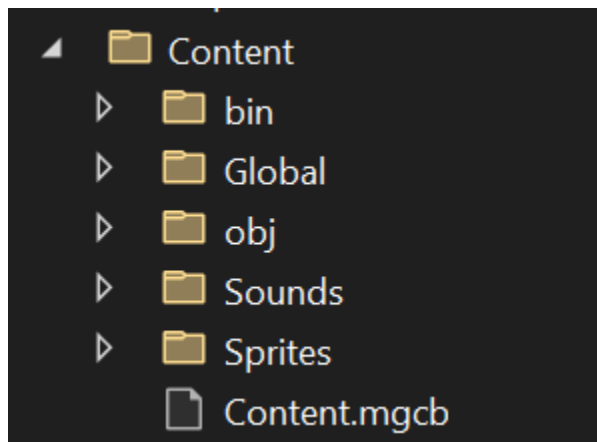 Content
bin
Global
obj
Sounds
Sprites
Content.mgcb